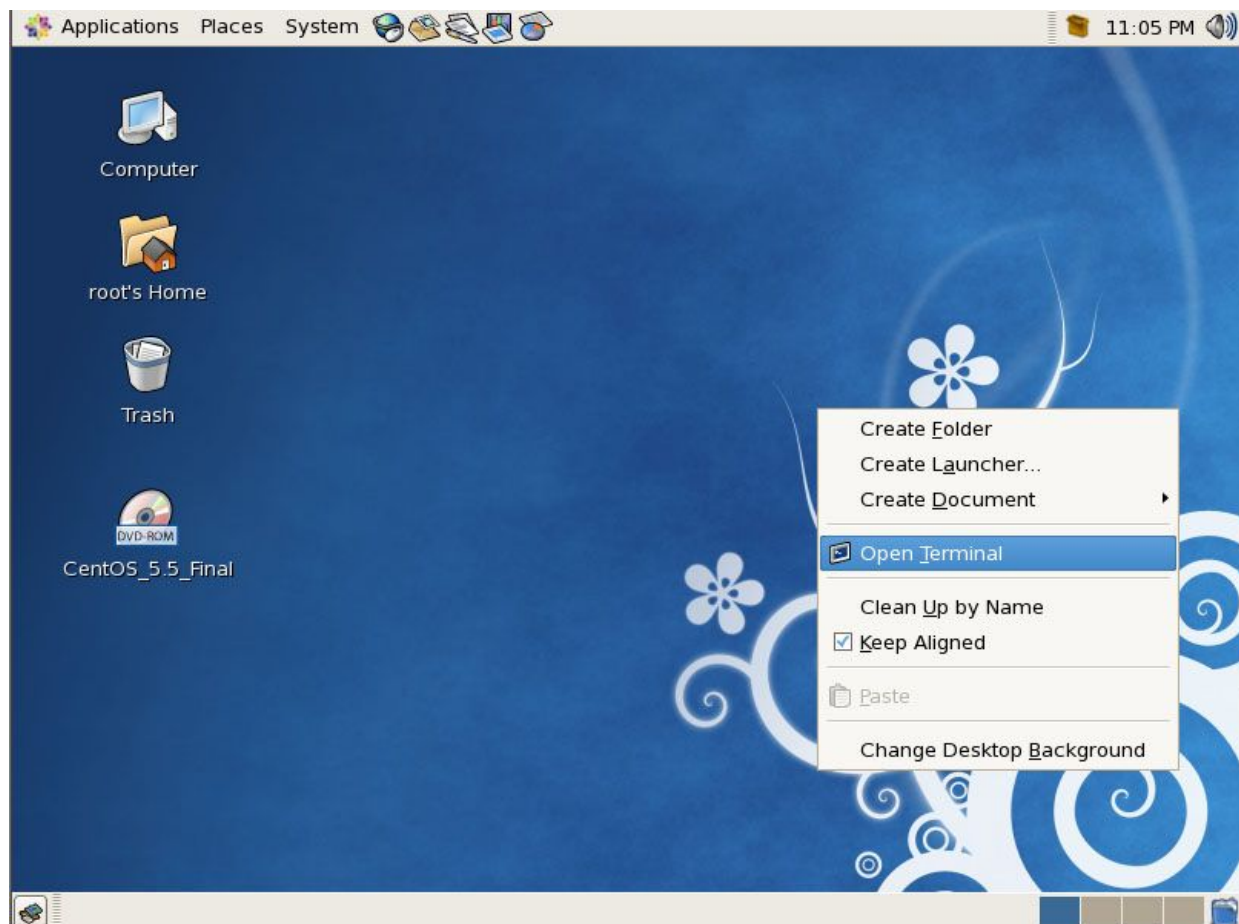 Applications Places System 11:05 PM
Computer
root's Home
Trash
DVD-ROM
CentOS_5.5_Final
Create Folder
Create Launcher...
Create Document
Open Terminal
Clean Up by Name
Keep Aligned
Paste
Change Desktop Background